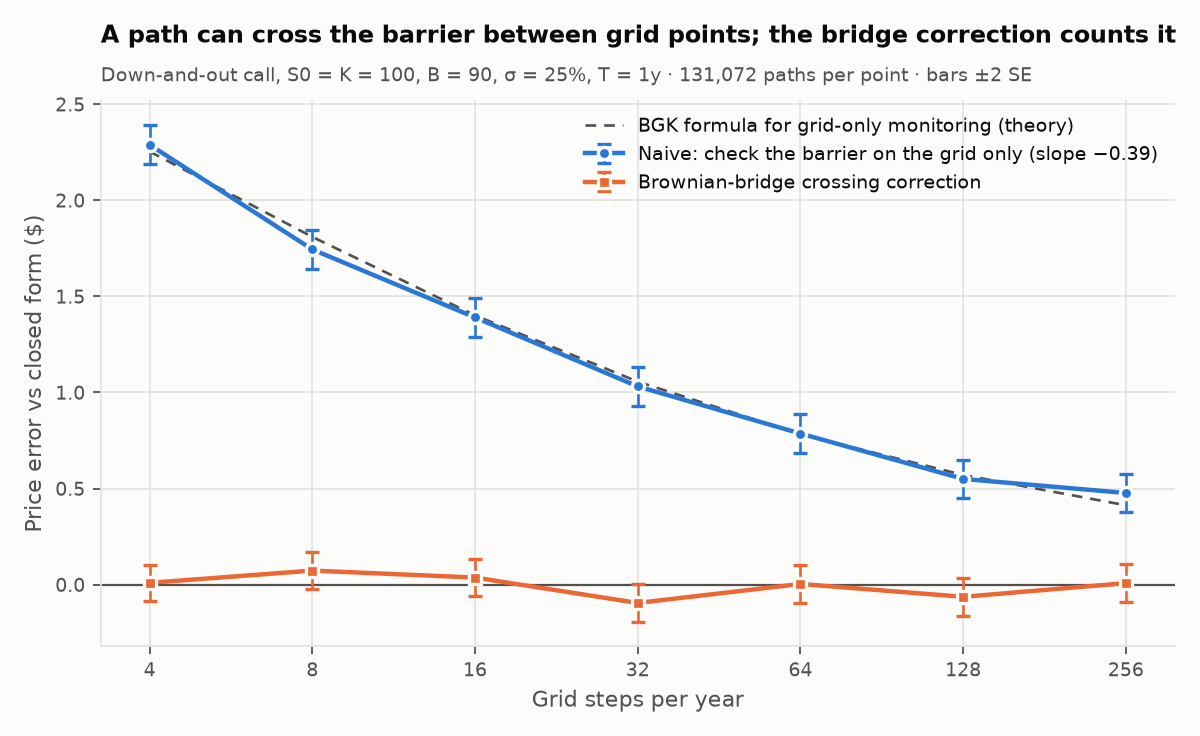 A path can cross the barrier between grid points; the bridge correction counts it
Down-and-out call, S0 = K = 100, B = 90, σ = 25%, T = 1y · 131,072 paths per point · bars ±2 SE
BGK formula for grid-only monitoring (theory)
Naive: check the barrier on the grid only (slope −0.39)
Brownian-bridge crossing correction
Price error vs closed form ($)
2.5
2.0
1.5
1.0
0.5
0.0
4 8 16 32 64 128 256
Grid steps per year